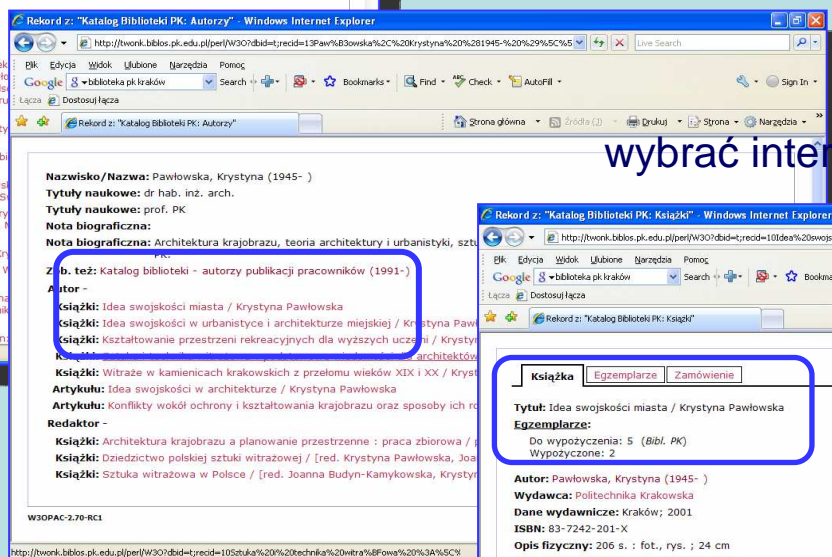 Rekord z: "Katalog Biblioteki PK: Autorzy" - Windows Internet Explorer
http://twonk.biblos.pk.edu.pl/perl/W3O?dbid=t;recid=13Paw%B3owska%2C%20Krystyna%20%281945-%20%29%5C%5
Live Search
Plik Edycja Widok Ulubione Narzędzia Pomoc
Google biblioteka pk kraków Search Bookmarks Find Check AutoFill Sign In
Łącza Dostosuj łącza
Rekord z: "Katalog Biblioteki PK: Autorzy"
Strona główna Źródła (J) Drukuj Strona Narzędzia
wybrać inter
Nazwisko/Nazwa: Pawłowska, Krystyna (1945- )
Tytuły naukowe: dr hab. inż. arch.
Tytuły naukowe: prof. PK
Nota biograficzna:
Nota biograficzna: Architektura krajobrazu, teoria architektury i urbanistyki, sztu
PK.
Zob. też: Katalog biblioteki - autorzy publikacji pracowników (1991-)
Autor -
Książki: Idea swojskości miasta / Krystyna Pawłowska
Książki: Idea swojskości w urbanistyce i architekturze miejskiej / Krystyna Pawł
Książki: Kształtowanie przestrzeni rekreacyjnych dla wyższych uczelni / Krystyn
Książki: dla architektów
Książki: Witraże w kamienicach krakowskich z przełomu wieków XIX i XX / Kryst
Artykułu: Idea swojskości w architekturze / Krystyna Pawłowska
Artykułu: Konflikty wokół ochrony i kształtowania krajobrazu oraz sposoby ich ro
Redaktor -
Książki: Architektura krajobrazu a planowanie przestrzenne : praca zbiorowa / p
Książki: Dziedzictwo polskiej sztuki witrażowej / [red. Krystyna Pawłowska, Joa
Książki: Sztuka witrażowa w Polsce / [red. Joanna Budyn-Kamykowska, Krystyn
W3OPAC-2.70-RC1
http://twonk.biblos.pk.edu.pl/perl/W3O?dbid=t;recid=10Sztuka%20i%20technika%20witra%BFowa%20%3A%5C%
Rekord z: "Katalog Biblioteki PK: Książki" - Windows Internet Explorer
http://twonk.biblos.pk.edu.pl/perl/W3O?dbid=t;recid=10Idea%20swojs
Plik Edycja Widok Ulubione Narzędzia Pomoc
Google biblioteka pk kraków Search Bookma
Łącza Dostosuj łącza
Rekord z: "Katalog Biblioteki PK: Książki"
Książka Egzemplarze Zamówienie
Tytuł: Idea swojskości miasta / Krystyna Pawłowska
Egzemplarze:
Do wypożyczenia: 5 (Bibl. PK)
Wypożyczone: 2
Autor: Pawłowska, Krystyna (1945- )
Wydawca: Politechnika Krakowska
Dane wydawnicze: Kraków; 2001
ISBN: 83-7242-201-X
Opis fizyczny: 206 s. : fot., rys. ; 24 cm